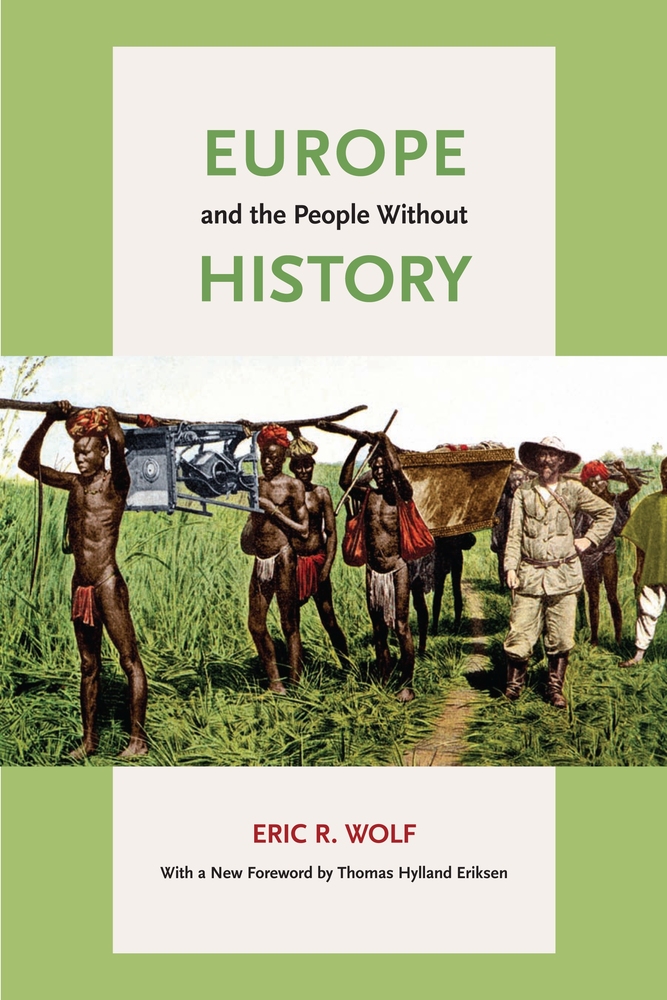 EUROPE
and the People Without
HISTORY
ERIC R. WOLF
With a New Foreword by Thomas Hylland Eriksen